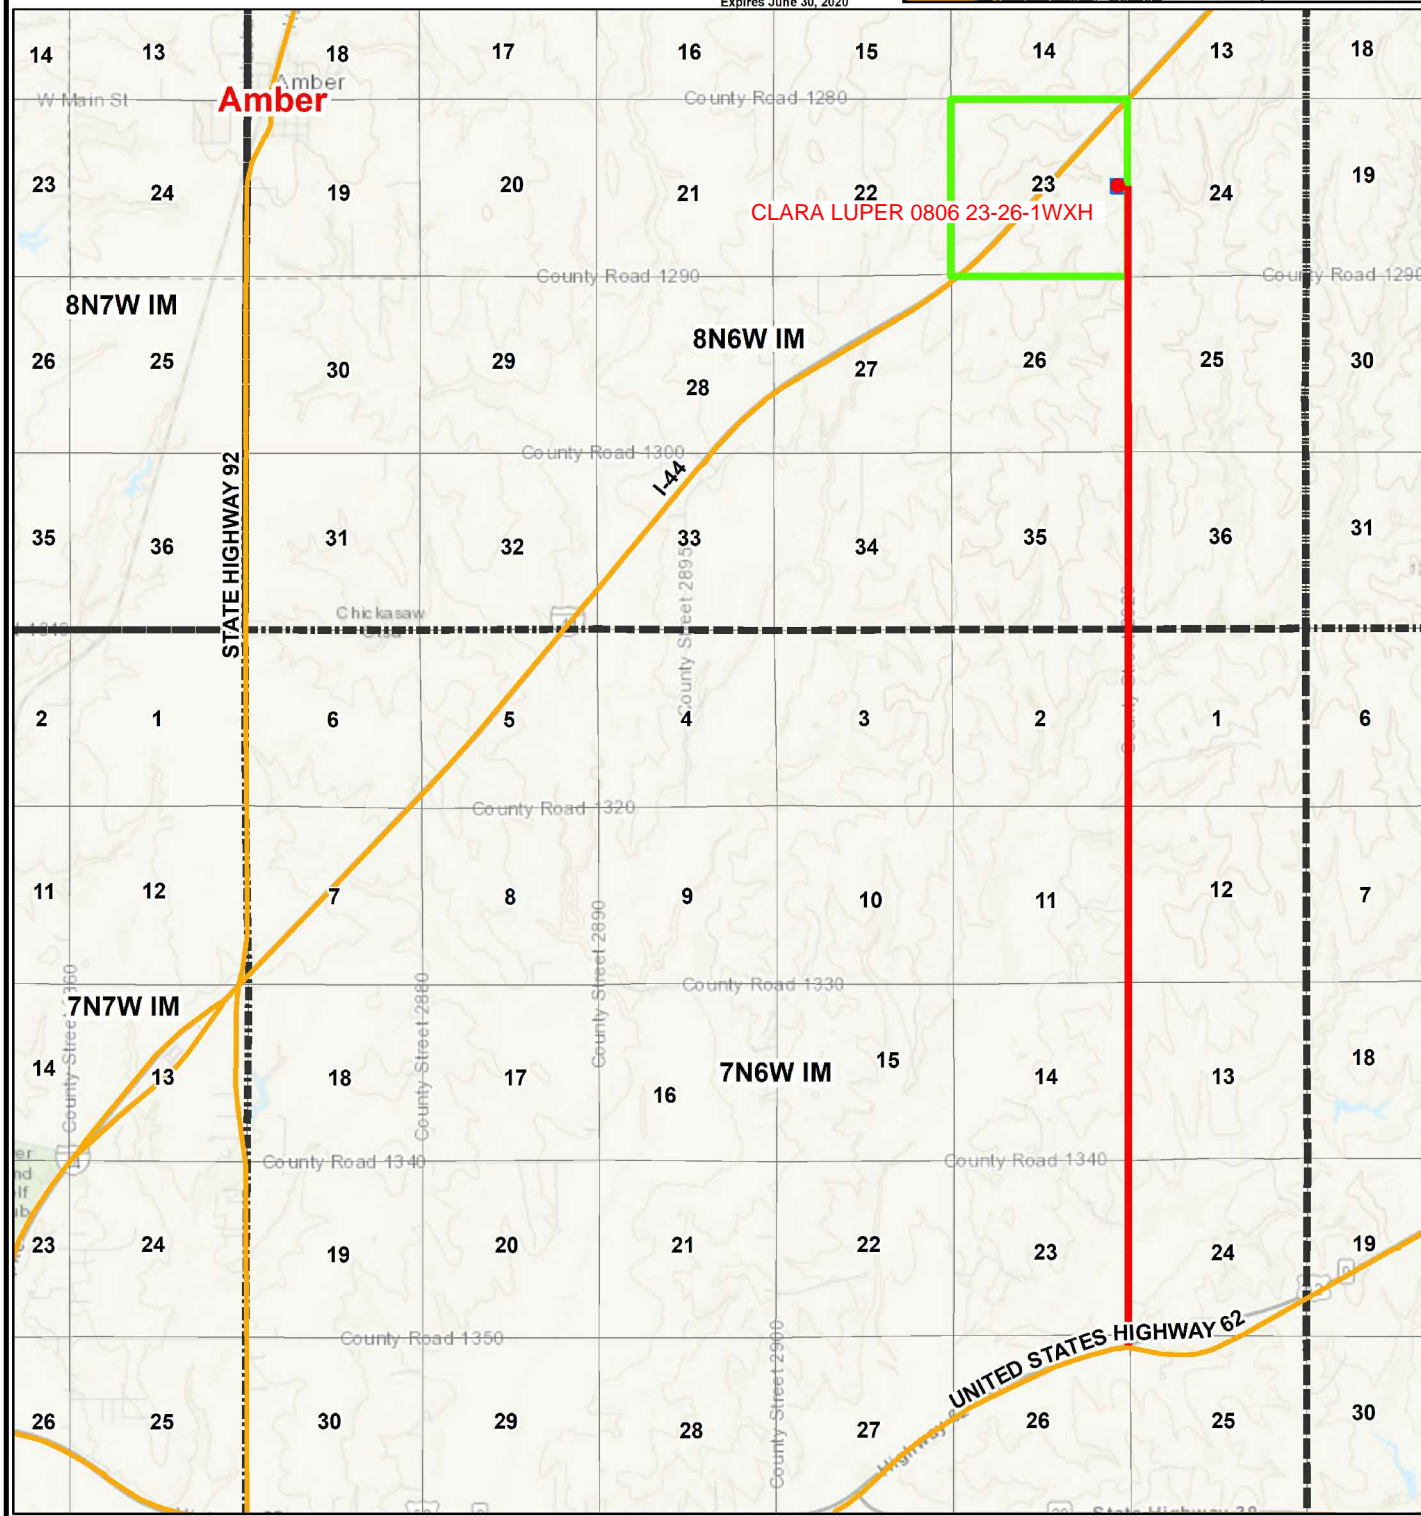 Expires June 30, 2020
14 13 18 17 16 15 14 13 18
Amber
W Main St
Amber
County Road 1280
23 24 19 20 21 22 23 24 19
CLARA LUPER 0806 23-26-1WXH
County Road 1290
County Road 1290
8N7W IM
8N6W IM
26 25 30 29 28 27 26 25 30
County Road 1300
I-44
STATE HIGHWAY 92
35 36 31 32 33 34 35 36 31
County Street 2895
Chickasaw
2 1 6 5 4 3 2 1 6
County Road 1320
11 12 7 8 9 10 11 12 7
County Street 2890
County Street 2880
County Road 1330
7N7W IM
7N6W IM
14 13 18 17 16 15 14 13 18
County Road 1340
County Road 1340
23 24 19 20 21 22 23 24 19
County Road 1350
County Street 2900
UNITED STATES HIGHWAY 62
26 25 30 29 28 27 26 25 30